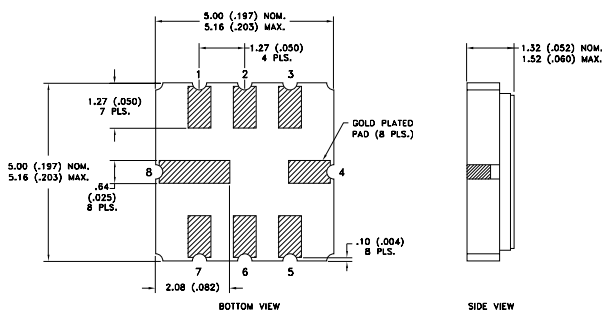 5.00 (.197) NOM.
5.16 (.203) MAX.
1.27 (.050)
4 PLS.
1.32 (.052) NOM.
1.52 (.060) MAX.
1 2 3
1.27 (.050)
7 PLS.
GOLD PLATED
PAD (8 PLS.)
5.00 (.197) NOM.
5.16 (.203) MAX.
8 4
.64
(.025)
8 PLS.
.10 (.004)
8 PLS.
7 6 5
2.08 (.082)
BOTTOM VIEW
SIDE VIEW